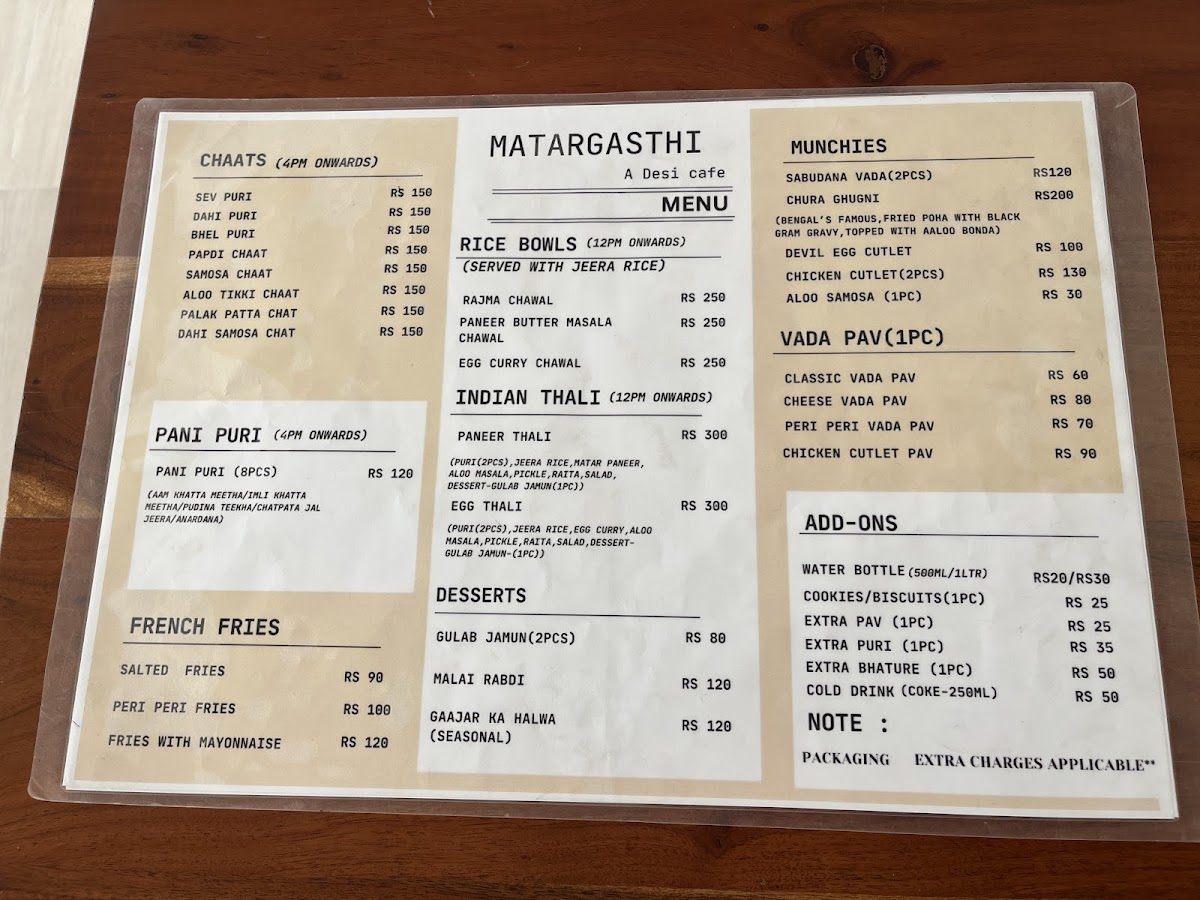 CHAATS (4PM ONWARDS)
SEV PURI RS 150
DAHI PURI RS 150
BHEL PURI RS 150
PAPDI CHAAT RS 150
SAMOSA CHAAT RS 150
ALOO TIKKI CHAAT RS 150
PALAK PATTA CHAT RS 150
DAHI SAMOSA CHAT RS 150
PANI PURI (4PM ONWARDS)
PANI PURI (8PCS) RS 120
(AAM KHATTA MEETHA/IMLI KHATTA
MEETHA/PUDINA TEEKHA/CHATPATA JAL
JEERA/ANARDANA)
FRENCH FRIES
SALTED FRIES RS 90
PERI PERI FRIES RS 100
FRIES WITH MAYONNAISE RS 120
MATARGASTHI
A Desi cafe
MENU
RICE BOWLS (12PM ONWARDS)
(SERVED WITH JEERA RICE)
RAJMA CHAWAL RS 250
PANEER BUTTER MASALA RS 250
CHAWAL
EGG CURRY CHAWAL RS 250
INDIAN THALI (12PM ONWARDS)
PANEER THALI RS 300
(PURI(2PCS),JEERA RICE,MATAR PANEER,
ALOO MASALA,PICKLE,RAITA,SALAD,
DESSERT-GULAB JAMUN(1PC))
EGG THALI RS 300
(PURI(2PCS),JEERA RICE,EGG CURRY,ALOO
MASALA,PICKLE,RAITA,SALAD,DESSERT-
GULAB JAMUN-(1PC))
DESSERTS
GULAB JAMUN(2PCS) RS 80
MALAI RABDI RS 120
GAAJAR KA HALWA RS 120
(SEASONAL)
MUNCHIES
SABUDANA VADA(2PCS) RS120
CHURA GHUGNI RS200
(BENGAL'S FAMOUS,FRIED POHA WITH BLACK
GRAM GRAVY,TOPPED WITH AALOO BONDA)
DEVIL EGG CUTLET RS 100
CHICKEN CUTLET(2PCS) RS 130
ALOO SAMOSA (1PC) RS 30
VADA PAV(1PC)
CLASSIC VADA PAV RS 60
CHEESE VADA PAV RS 80
PERI PERI VADA PAV RS 70
CHICKEN CUTLET PAV RS 90
ADD-ONS
WATER BOTTLE(500ML/1LTR) RS20/RS30
COOKIES/BISCUITS(1PC) RS 25
EXTRA PAV (1PC) RS 25
EXTRA PURI (1PC) RS 35
EXTRA BHATURE (1PC) RS 50
COLD DRINK (COKE-250ML) RS 50
NOTE :
PACKAGING EXTRA CHARGES APPLICABLE**